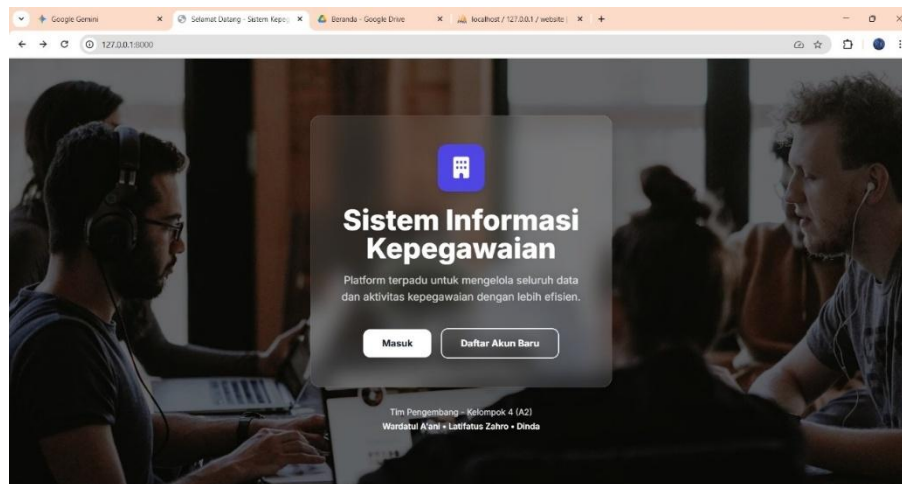 Google Gemini
Selamat Datang - Sistem Kepeg
Beranda - Google Drive
localhost / 127.0.0.1 / website |
127.0.0.1:8000
Sistem Informasi
Kepegawaian
Platform terpadu untuk mengelola seluruh data
dan aktivitas kepegawaian dengan lebih efisien.
Masuk
Daftar Akun Baru
Tim Pengembang - Kelompok 4 (A2)
Wardatul A'ani • Latifatus Zahro • Dinda